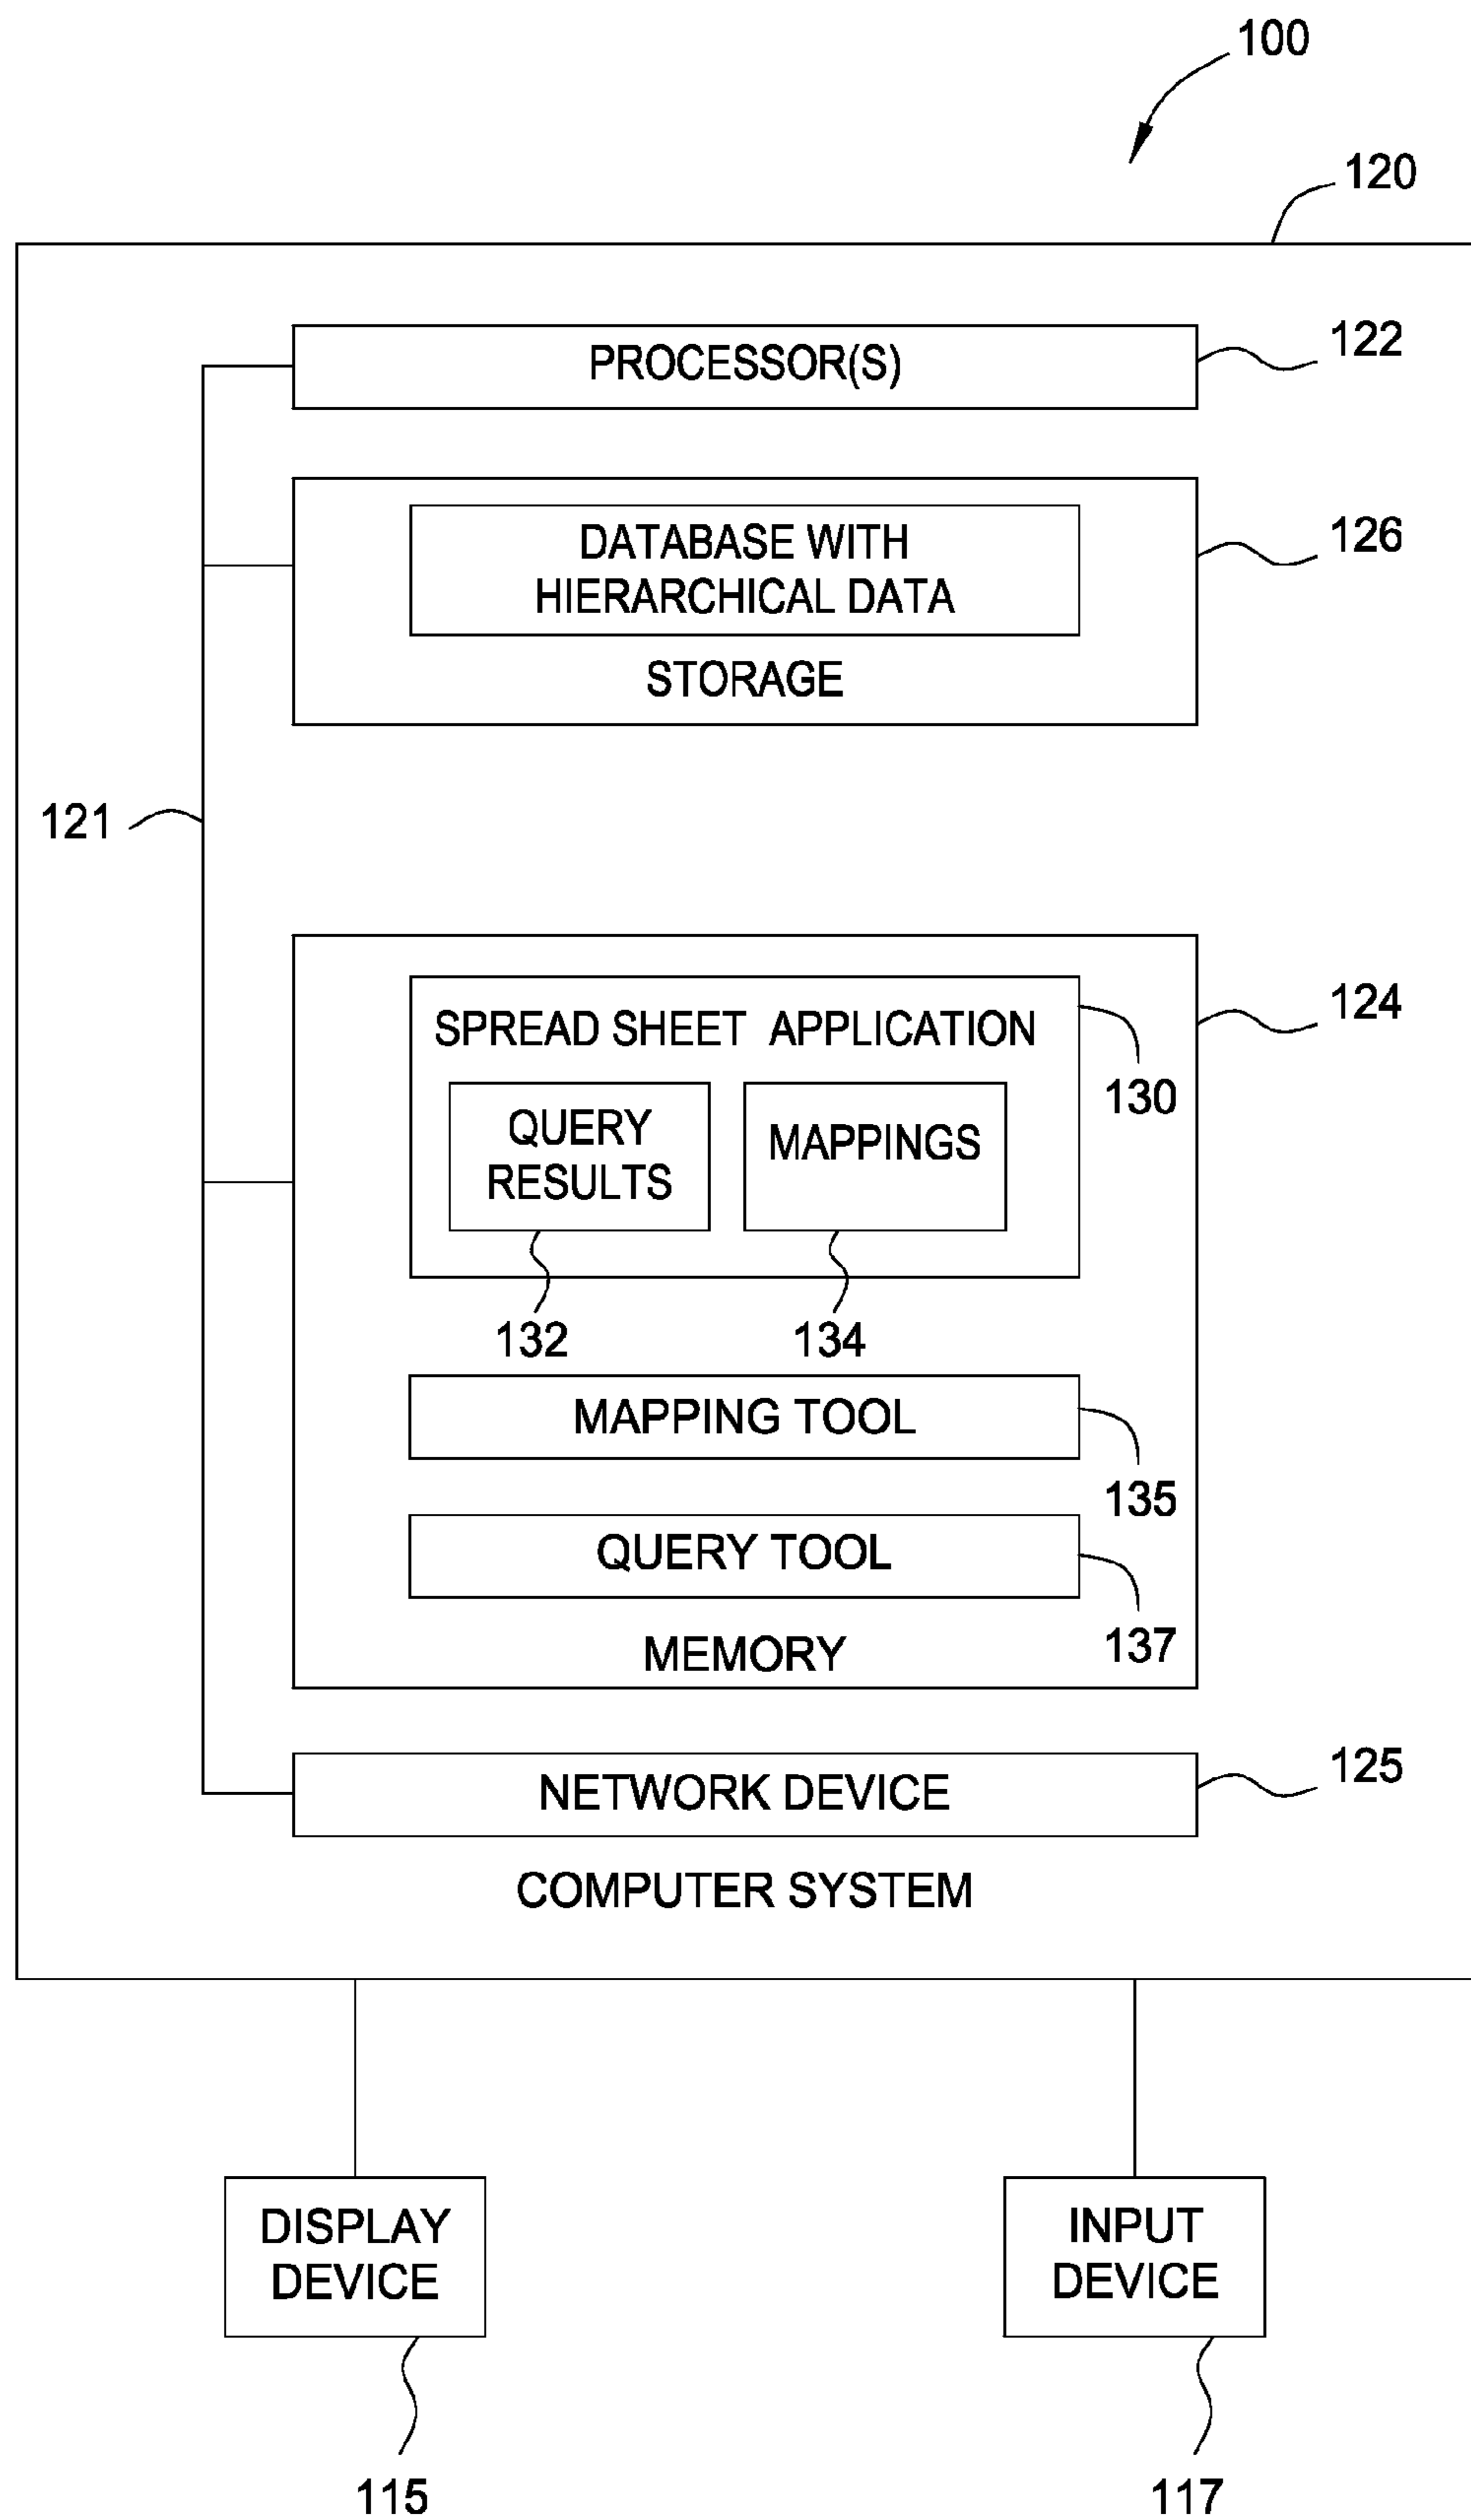 100
120
PROCESSOR(S)
122
DATABASE WITH
HIERARCHICAL DATA
STORAGE
126
121
124
SPREAD SHEET APPLICATION
130
QUERY
RESULTS
MAPPINGS
132
134
MAPPING TOOL
135
QUERY TOOL
137
MEMORY
NETWORK DEVICE
125
COMPUTER SYSTEM
DISPLAY
DEVICE
INPUT
DEVICE
115
117